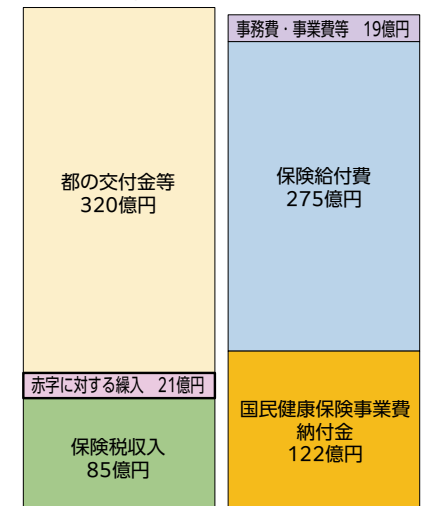 都の交付金等
320億円
赤字に対する繰入 21億円
保険税収入
85億円
事務費・事業費等 19億円
保険給付費
275億円
国民健康保険事業費
納付金
122億円